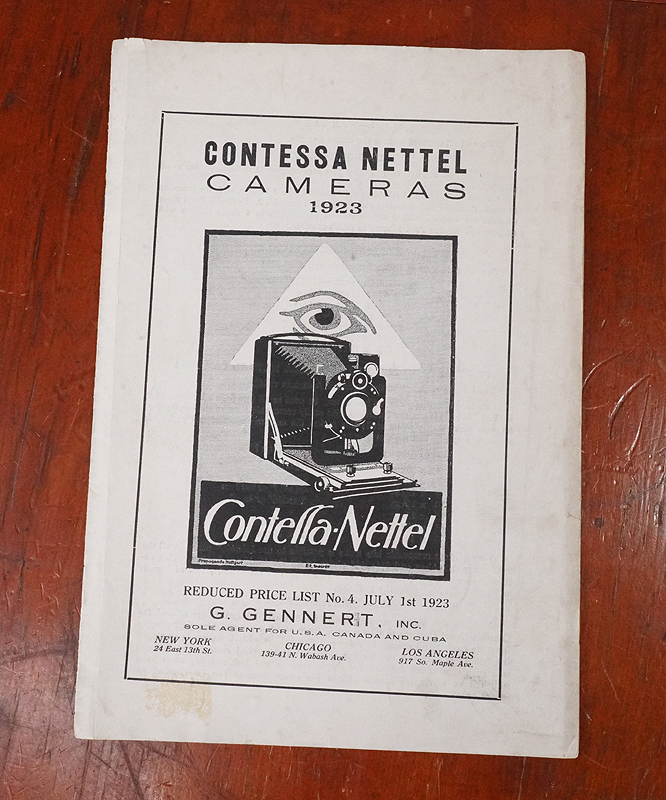 CONTESSA NETTEL
CAMERAS
1923
Conteſſa-Nettel
Propaganda Stuttgart
REDUCED PRICE LIST No. 4. JULY 1st 1923
G. GENNERT, INC.
SOLE AGENT FOR U.S.A. CANADA AND CUBA
NEW YORK
24 East 13th St.
CHICAGO
139-41 N. Wabash Ave.
LOS ANGELES
917 So. Maple Ave.